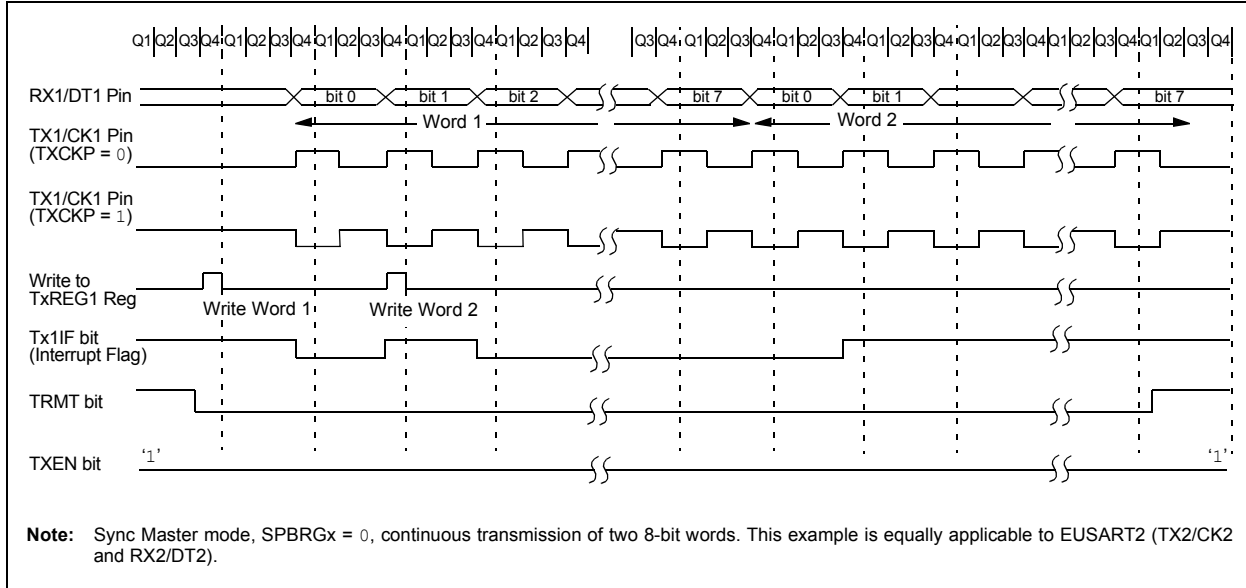 Q1 Q2 Q3 Q4 Q1 Q2 Q3 Q4 Q1 Q2 Q3 Q4 Q1 Q2 Q3 Q4 Q1 Q2 Q3 Q4 Q3 Q4 Q1 Q2 Q3 Q4 Q1 Q2 Q3 Q4 Q1 Q2 Q3 Q4 Q1 Q2 Q3 Q4 Q1 Q2 Q3 Q4 Q1 Q2 Q3 Q4
RX1/DT1 Pin
bit 0 bit 1 bit 2 bit 7 bit 0 bit 1 bit 7
Word 1 Word 2
TX1/CK1 Pin
(TXCKP = 0)
TX1/CK1 Pin
(TXCKP = 1)
Write to
TxREG1 Reg
Write Word 1 Write Word 2
Tx1IF bit
(Interrupt Flag)
TRMT bit
TXEN bit
‘1’ ‘1’
Note: Sync Master mode, SPBRGx = 0, continuous transmission of two 8-bit words. This example is equally applicable to EUSART2 (TX2/CK2
and RX2/DT2).